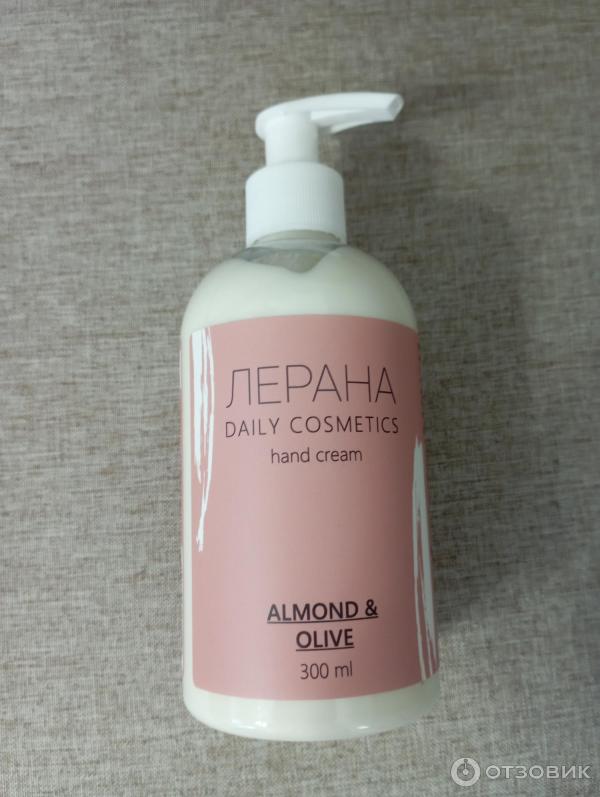 ЛЕРАНА
DAILY COSMETICS
hand cream
ALMOND &
OLIVE
300 ml
ОТЗОВИК